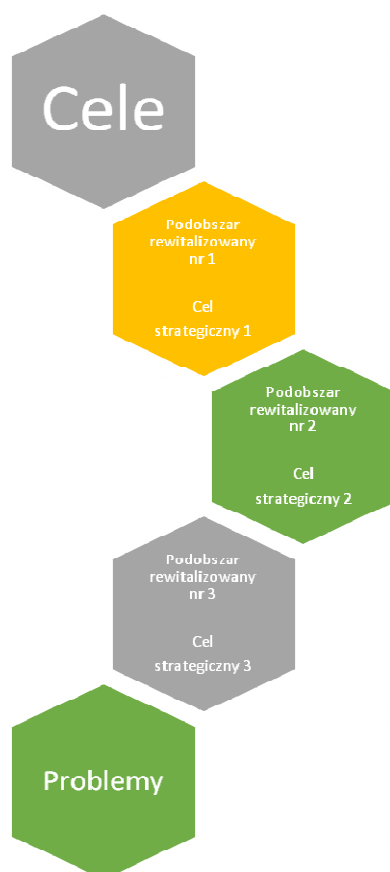 Cele
Podobszar
rewitalizowany
nr 1
Cel
strategiczny 1
Podobszar
rewitalizowany
nr 2
Cel
strategiczny 2
Podobszar
rewitalizowany
nr 3
Cel
strategiczny 3
Problemy